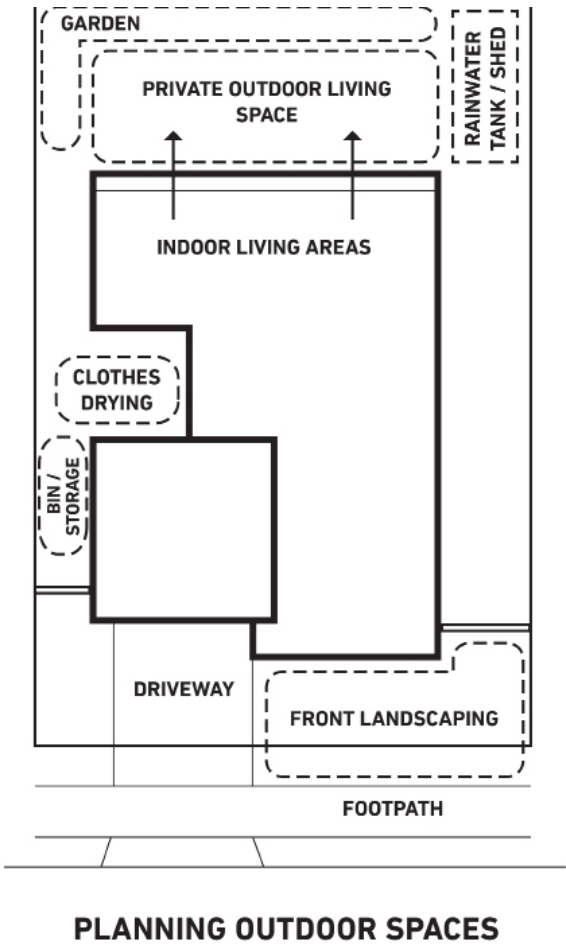 GARDEN
PRIVATE OUTDOOR LIVING
SPACE
RAINWATER
TANK / SHED
INDOOR LIVING AREAS
CLOTHES
DRYING
BIN /
STORAGE
DRIVEWAY
FRONT LANDSCAPING
FOOTPATH
PLANNING OUTDOOR SPACES